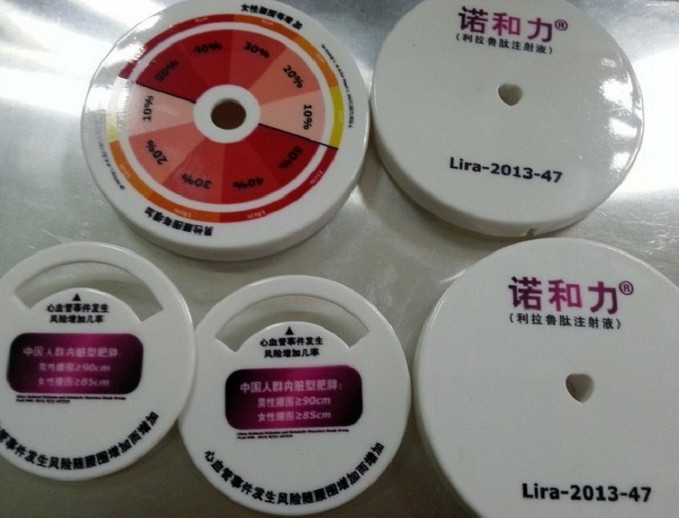 女性腰围每增加
50%
40%
30%
20%
10%
10%
20%
30%
40%
50%
男性腰围每增加
诺和力®
(利拉鲁肽注射液)
Lira-2013-47
心血管事件发生
风险增加几率
中国人群内脏型肥胖
男性腰围≥90cm
女性腰围≥85cm
心血管事件发生风险随腰围增加而增加
心血管事件发生
风险增加几率
中国人群内脏型肥胖:
男性腰围≥90cm
女性腰围≥85cm
心血管事件发生风险随腰围增加而增加
诺和力®
(利拉鲁肽注射液)
Lira-2013-47